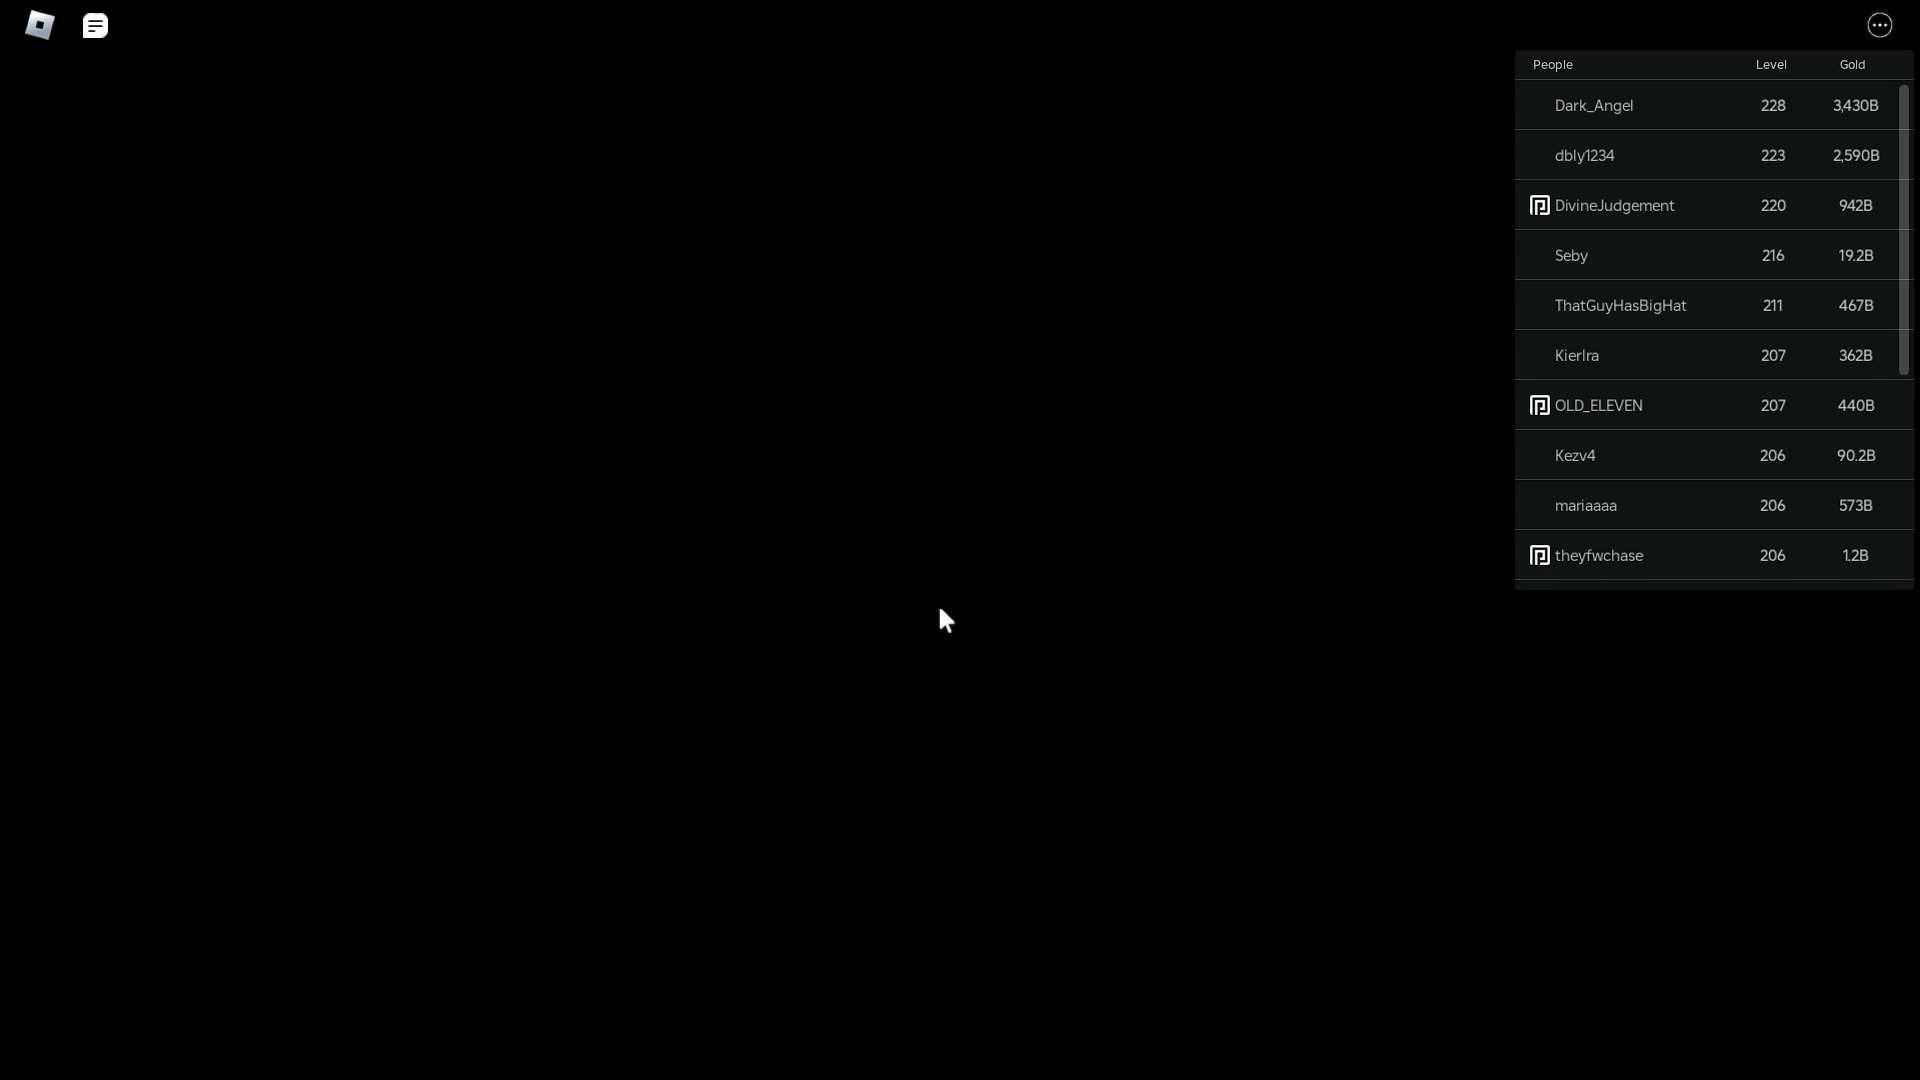 People Level Gold
Dark_Angel 228 3,430B
dbly1234 223 2,590B
DivineJudgement 220 942B
Seby 216 19.2B
ThatGuyHasBigHat 211 467B
KierIra 207 362B
OLD_ELEVEN 207 440B
Kezv4 206 90.2B
mariaaaa 206 573B
theyfwchase 206 1.2B